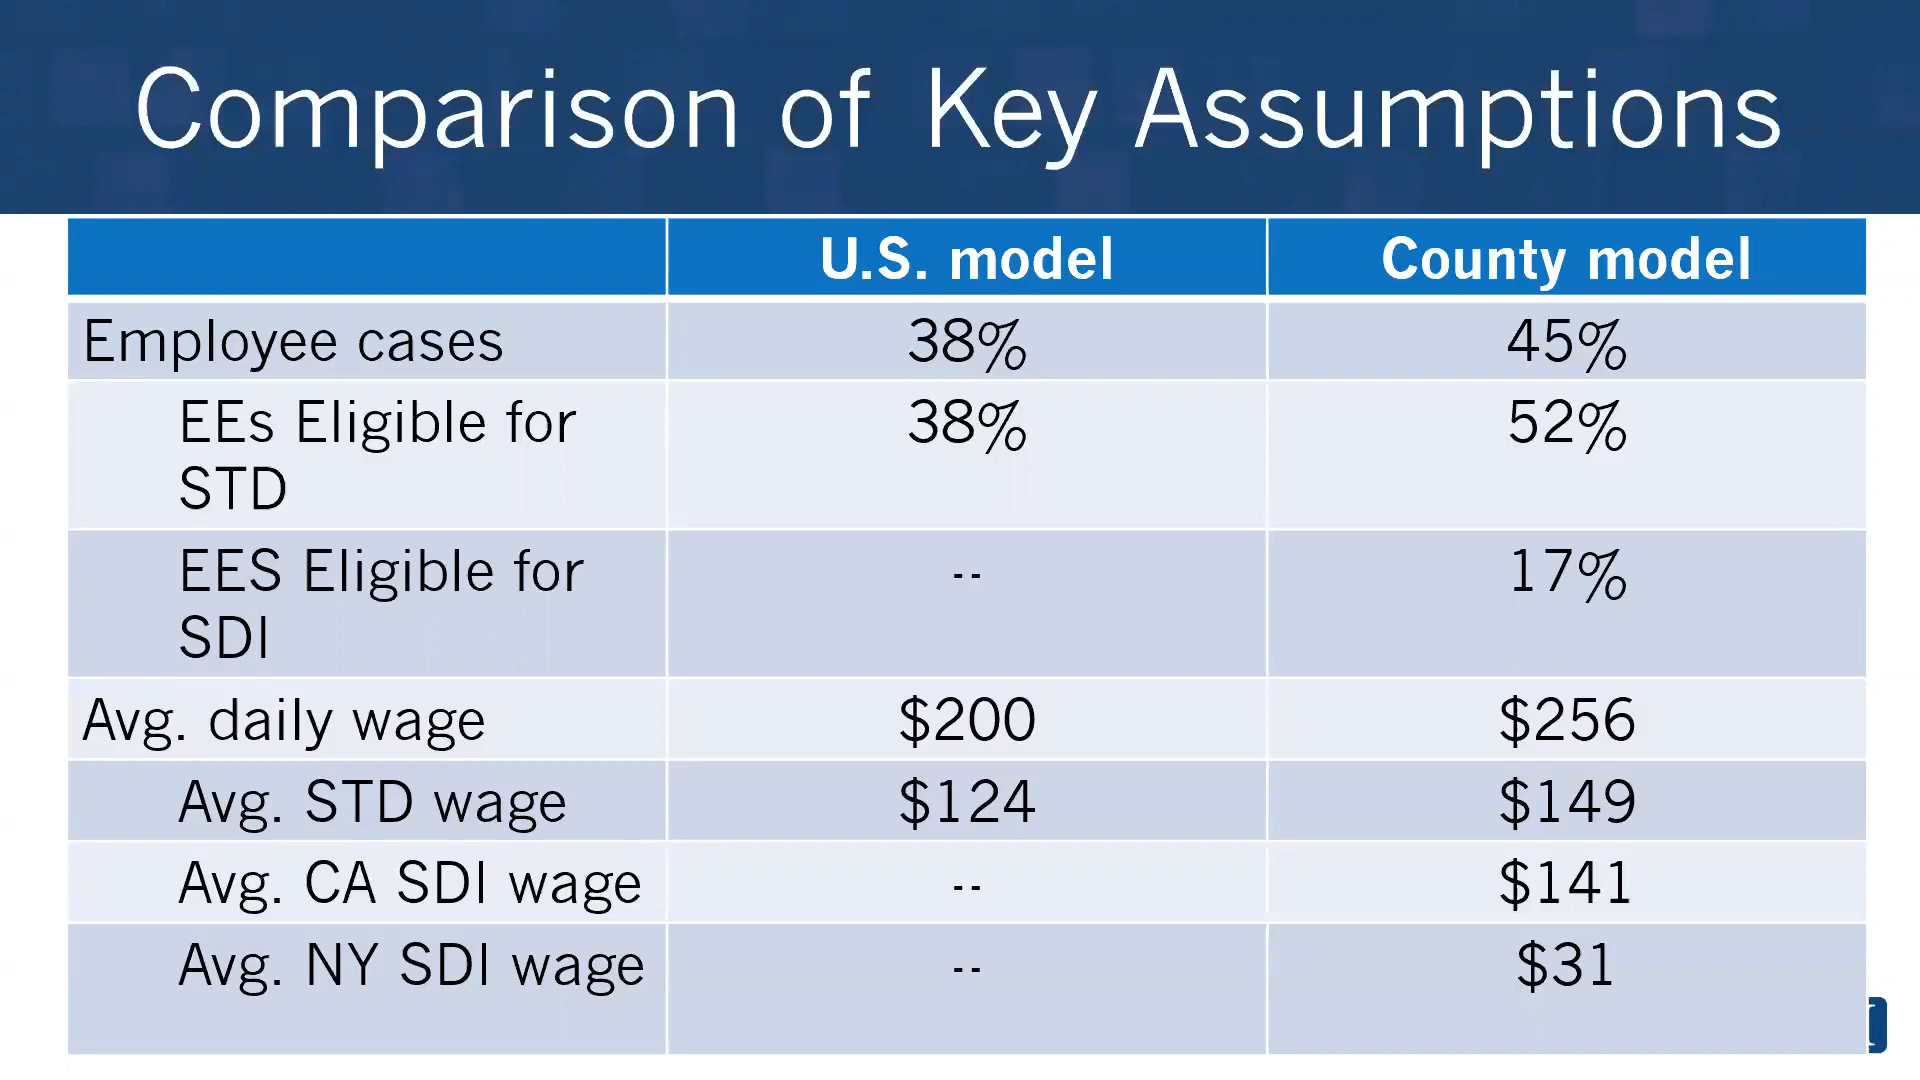 Comparison of Key Assumptions
U.S. model County model
Employee cases 38% 45%
EEs Eligible for 38% 52%
STD
EES Eligible for -- 17%
SDI
Avg. daily wage $200 $256
Avg. STD wage $124 $149
Avg. CA SDI wage -- $141
Avg. NY SDI wage -- $31